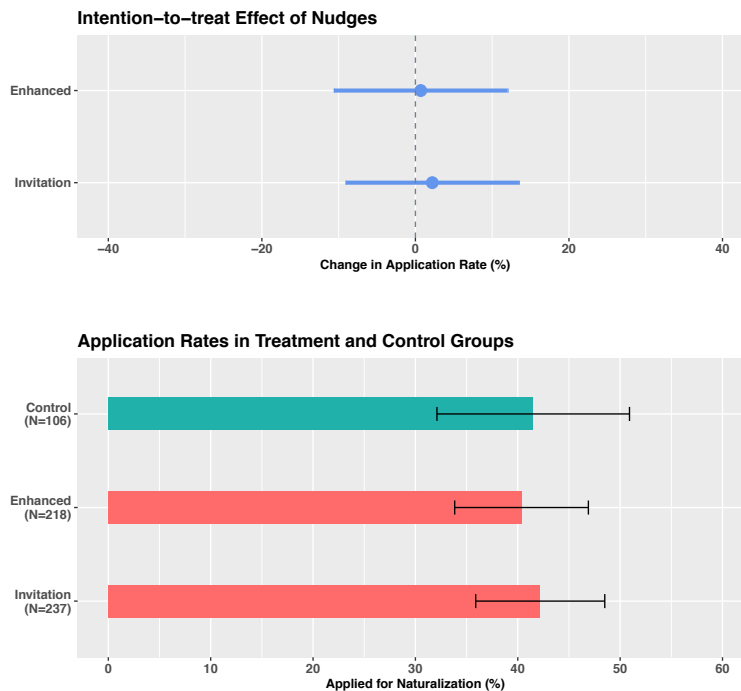 Intention−to−treat Effect of Nudges
Enhanced
Invitation
−40 −20 0 20 40
Change in Application Rate (%)
Application Rates in Treatment and Control Groups
Control
(N=106)
Enhanced
(N=218)
Invitation
(N=237)
0 10 20 30 40 50 60
Applied for Naturalization (%)